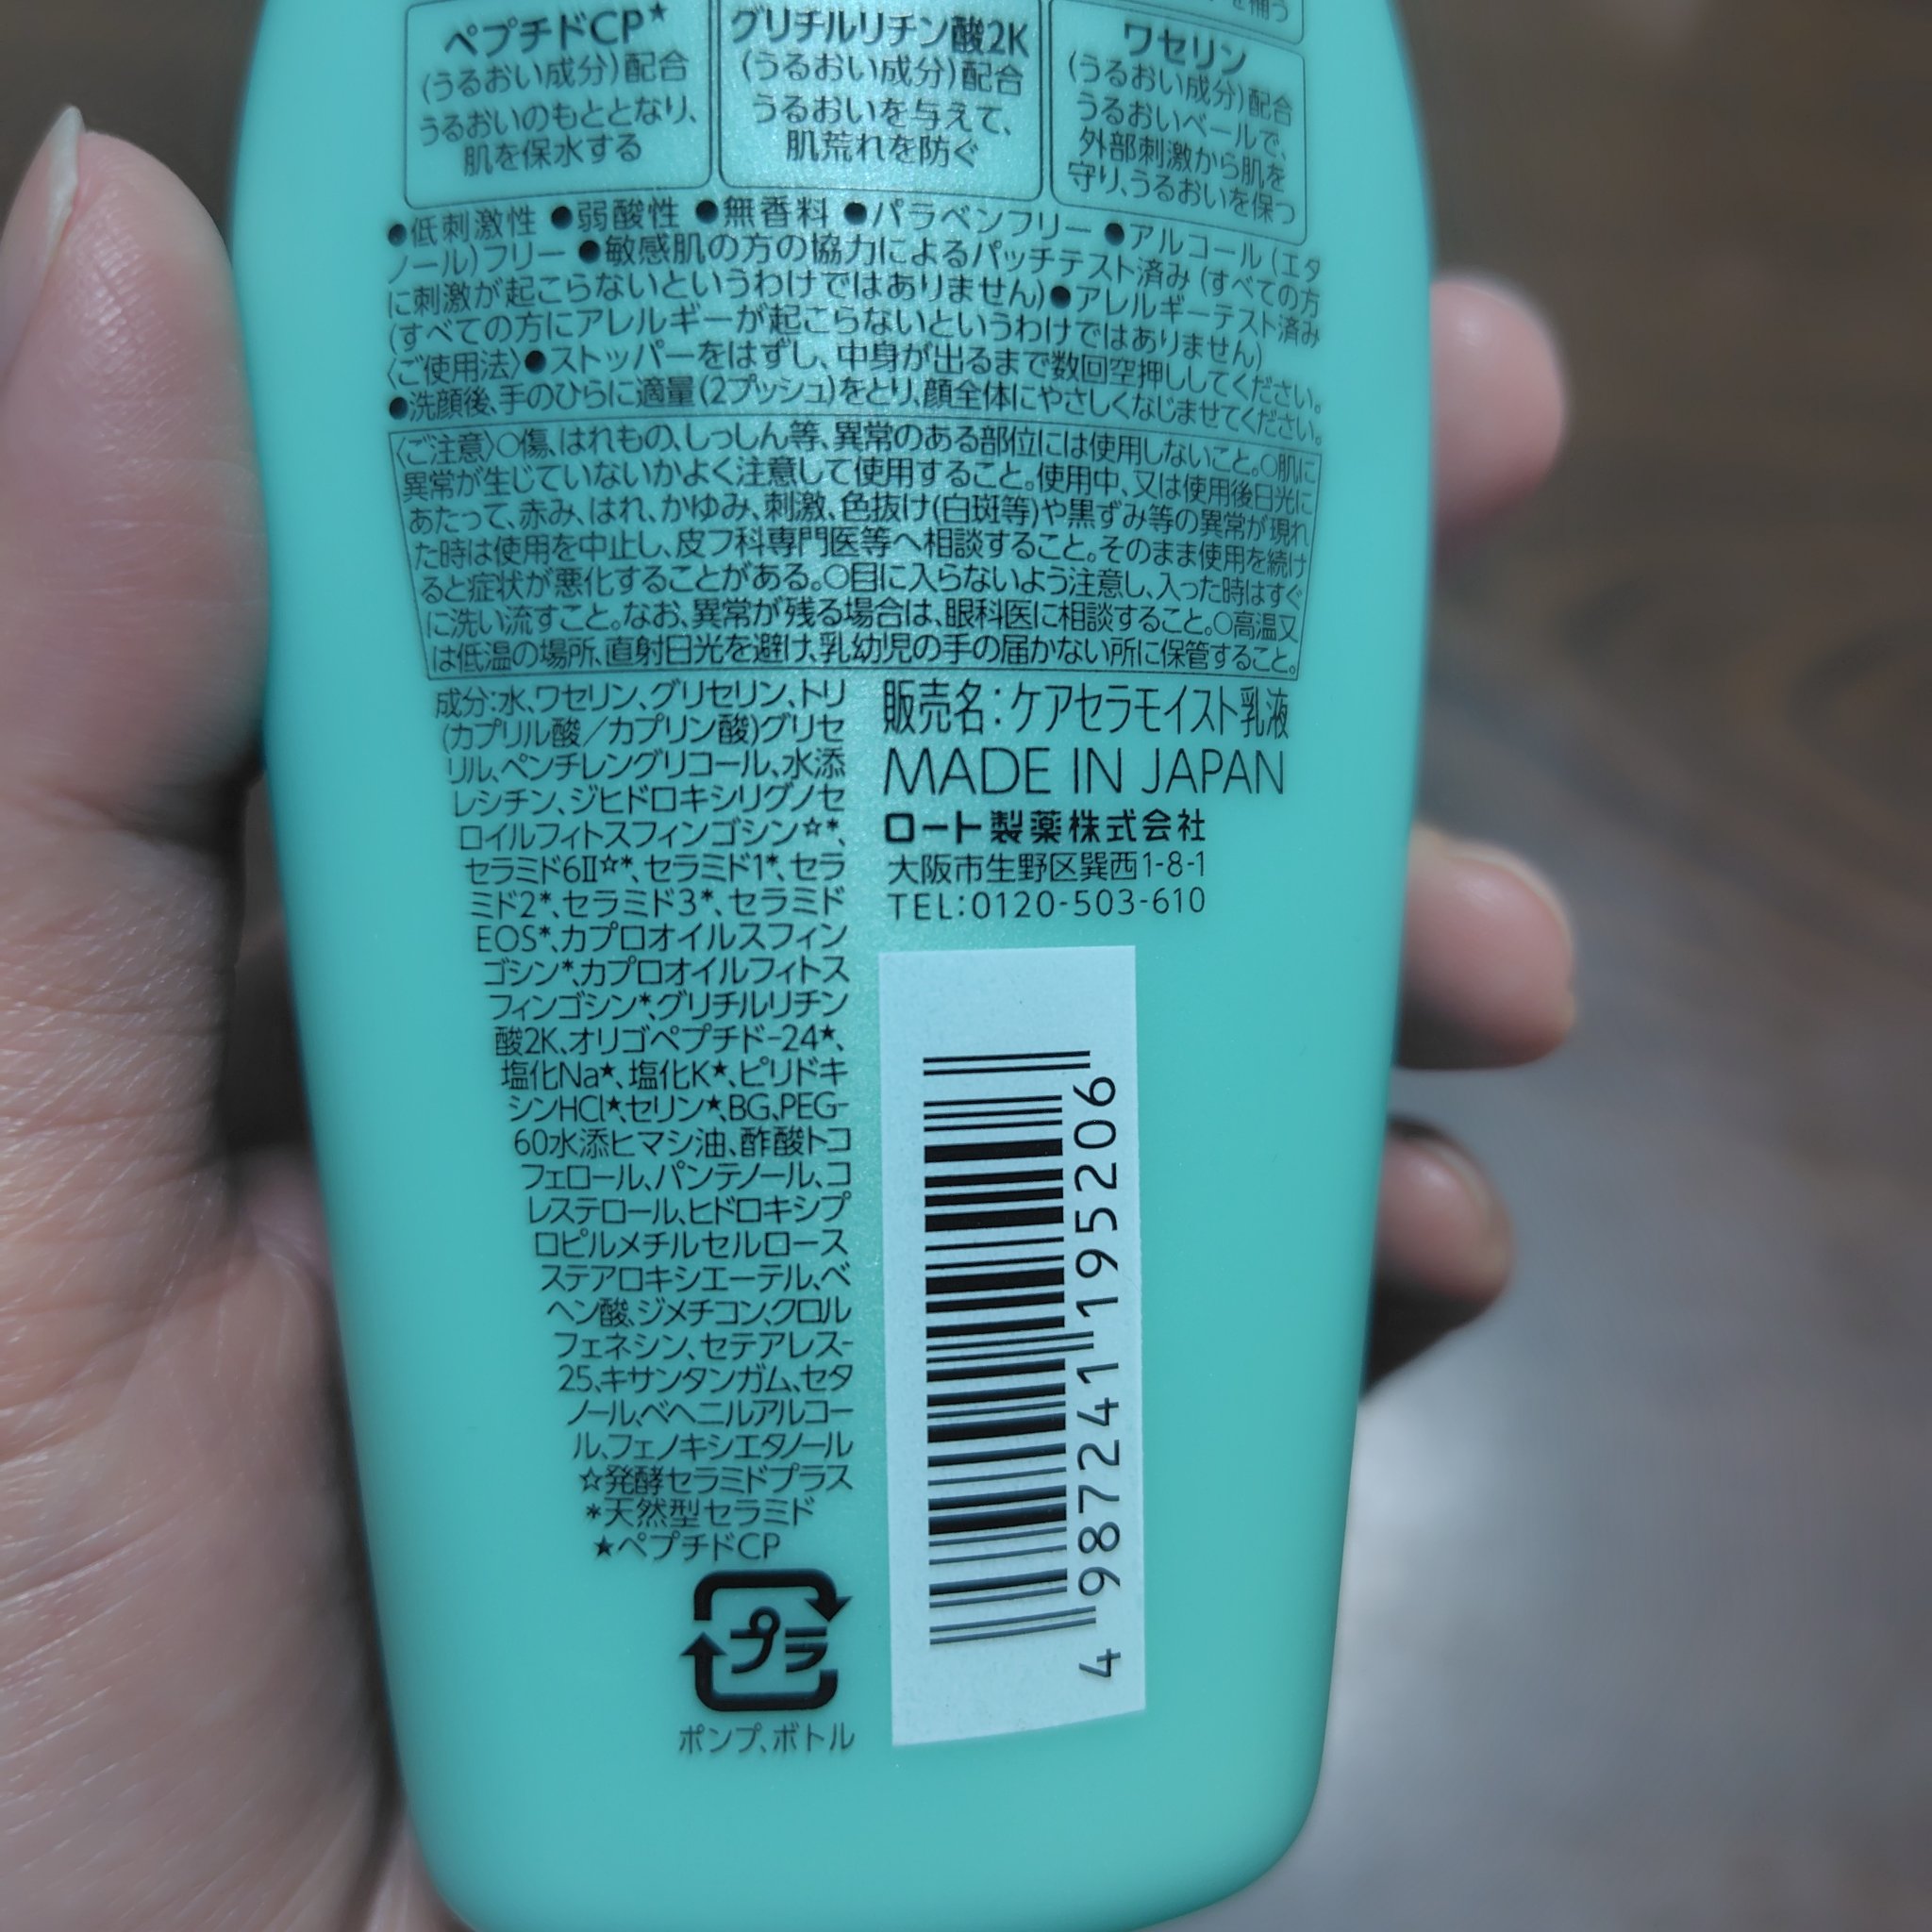 を補う
ペプチドCP★
(うるおい成分)配合
うるおいのもととなり、
肌を保水する
グリチルリチン酸2K
(うるおい成分)配合
うるおいを与えて、
肌荒れを防ぐ
ワセリン
(うるおい成分)配合
うるおいベールで、
外部刺激から肌を
守り、うるおいを保つ
●低刺激性 ●弱酸性 ●無香料 ●パラベンフリー ●アルコール(エタ
ノール)フリー ●敏感肌の方の協力によるパッチテスト済み(すべての方
に刺激が起こらないというわけではありません)●アレルギーテスト済み
(すべての方にアレルギーが起こらないというわけではありません)
〈ご使用法〉●ストッパーをはずし、中身が出るまで数回空押ししてください。
●洗顔後、手のひらに適量(2プッシュ)をとり、顔全体にやさしくなじませてください。
〈ご注意〉○傷、はれもの、しっしん等、異常のある部位には使用しないこと。○肌に
異常が生じていないかよく注意して使用すること。使用中、又は使用後日光に
あたって、赤み、はれ、かゆみ、刺激、色抜け(白斑等)や黒ずみ等の異常が現れ
た時は使用を中止し、皮フ科専門医等へ相談すること。そのまま使用を続け
ると症状が悪化することがある。○目に入らないよう注意し、入った時はすぐ
に洗い流すこと。なお、異常が残る場合は、眼科医に相談すること。○高温又
は低温の場所、直射日光を避け、乳幼児の手の届かない所に保管すること。
成分:水、ワセリン、グリセリン、トリ
(カプリル酸/カプリン酸)グリセ
リル、ペンチレングリコール、水添
レシチン、ジヒドロキシリグノセ
ロイルフィトスフィンゴシン☆*、
セラミド6II☆*、セラミド1*、セラ
ミド2*、セラミド3*、セラミド
EOS*、カプロオイルスフィン
ゴシン*、カプロオイルフィトス
フィンゴシン*、グリチルリチン
酸2K、オリゴペプチド-24★、
塩化Na★、塩化K★、ピリドキ
シンHCl★、セリン★、BG、PEG-
60水添ヒマシ油、酢酸トコ
フェロール、パンテノール、コ
レステロール、ヒドロキシプ
ロピルメチルセルロース
ステアロキシエーテル、ベ
ヘン酸、ジメチコン、クロル
フェネシン、セテアレス-
25、キサンタンガム、セタ
ノール、ベヘニルアルコー
ル、フェノキシエタノール
☆発酵セラミドプラス
*天然型セラミド
★ペプチドCP
プラ
ポンプ、ボトル
販売名:ケアセラモイスト乳液
MADE IN JAPAN
ロート製薬株式会社
大阪市生野区巽西1-8-1
TEL:0120-503-610
4 987241 195206